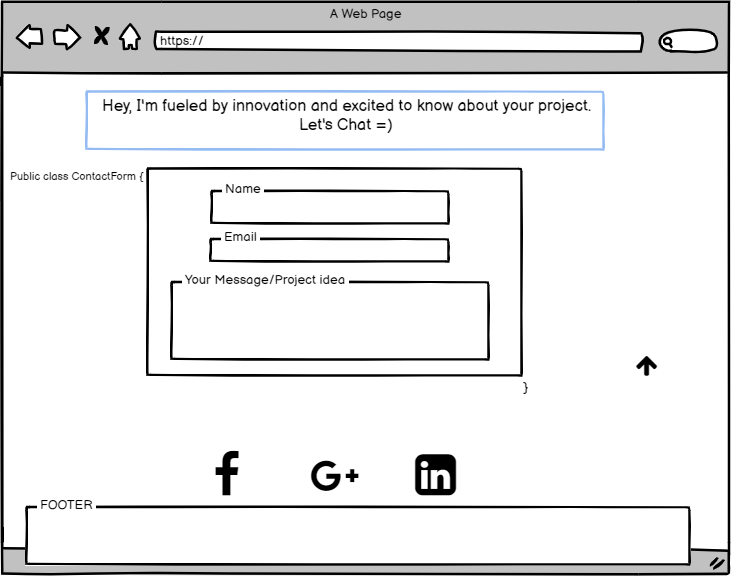 A Web Page
https://
Hey, I'm fueled by innovation and excited to know about your project.
Let's Chat =)
Public class ContactForm {
Name
Email
Your Message/Project idea
}
f
G+
in
FOOTER